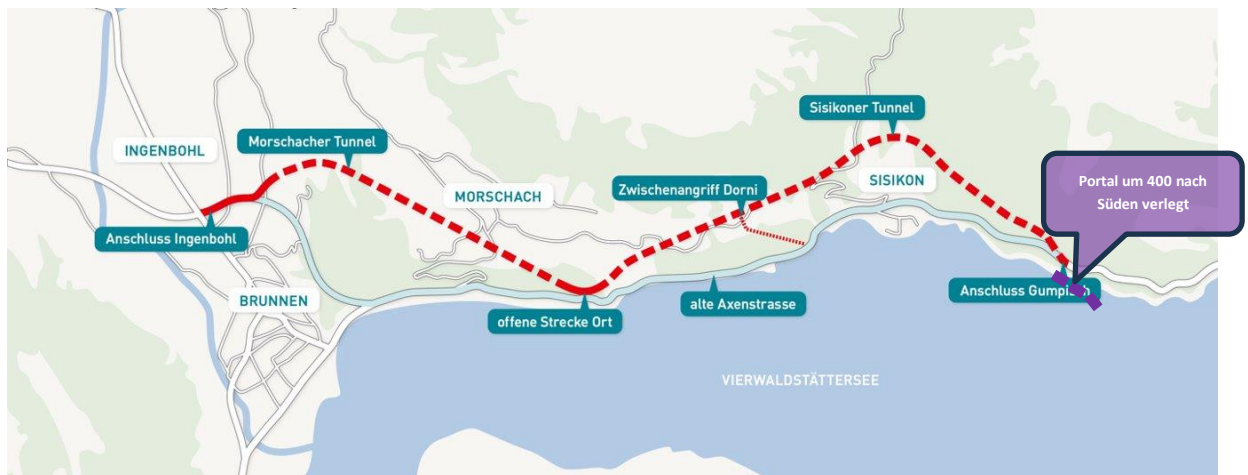 INGENBOHL
Morschacher Tunnel
Anschluss Ingenbohl
BRUNNEN
MORSCHACH
offene Strecke Ort
Zwischenangriff Dorni
alte Axenstrasse
Sisikoner Tunnel
SISIKON
Portal um 400 nach
Süden verlegt
Anschluss Gumpisch
VIERWALDSTÄTTERSEE